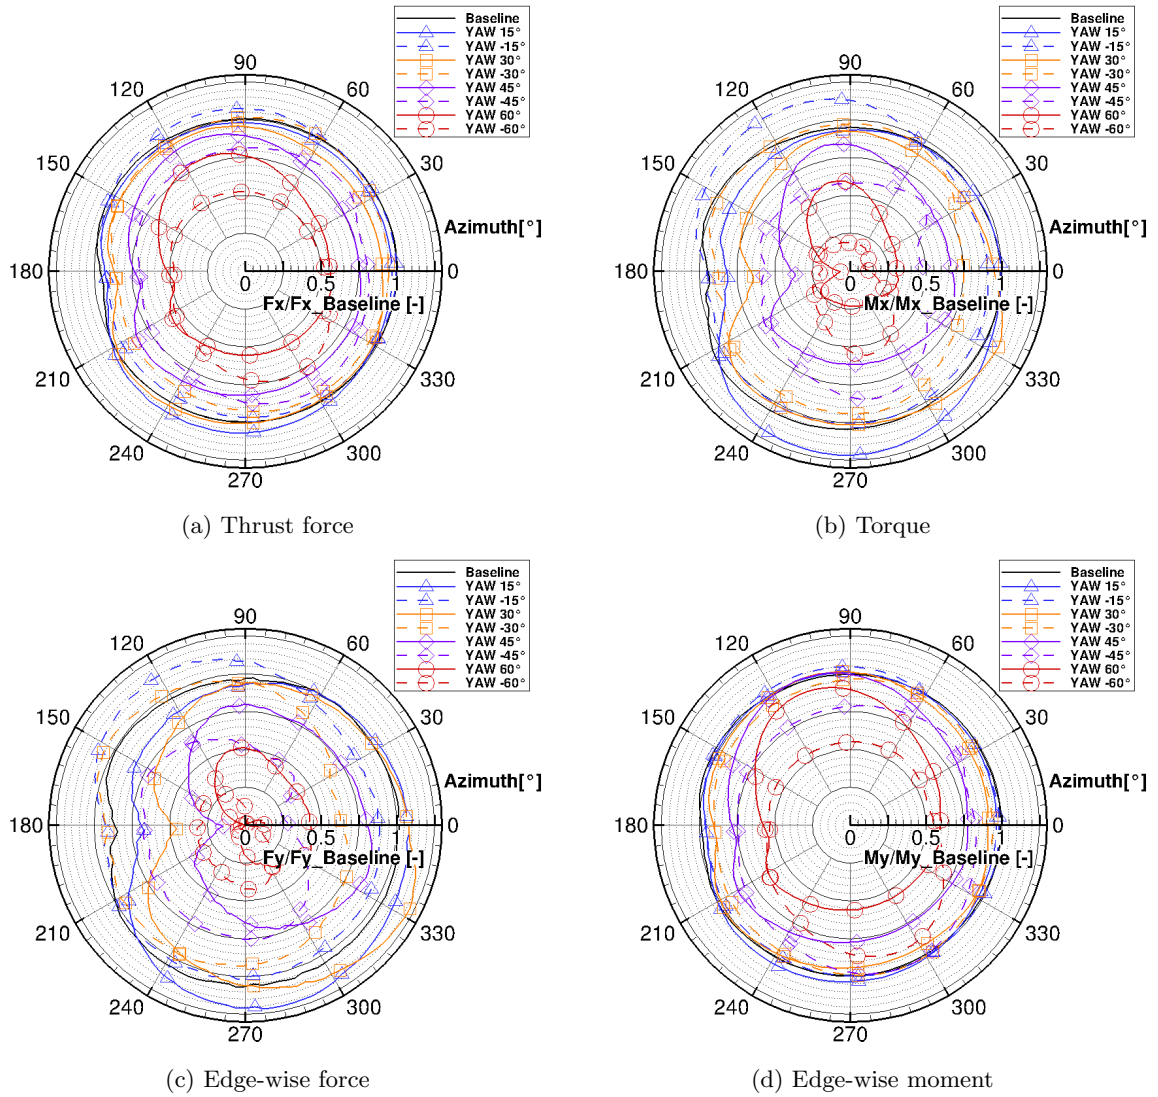 Baseline
YAW 15°
YAW -15°
YAW 30°
YAW -30°
YAW 45°
YAW -45°
YAW 60°
YAW -60°
90
120
60
150
30
Azimuth[°]
180
0
0
0.5
1
Fx/Fx_Baseline [-]
210
330
240
300
270
(a) Thrust force
Baseline
YAW 15°
YAW -15°
YAW 30°
YAW -30°
YAW 45°
YAW -45°
YAW 60°
YAW -60°
90
120
60
150
30
Azimuth[°]
180
0
0
0.5
1
Mx/Mx_Baseline [-]
210
330
240
300
270
(b) Torque
Baseline
YAW 15°
YAW -15°
YAW 30°
YAW -30°
YAW 45°
YAW -45°
YAW 60°
YAW -60°
90
120
60
150
30
Azimuth[°]
180
0
0
0.5
1
Fy/Fy_Baseline [-]
210
330
240
300
270
(c) Edge-wise force
Baseline
YAW 15°
YAW -15°
YAW 30°
YAW -30°
YAW 45°
YAW -45°
YAW 60°
YAW -60°
90
120
60
150
30
Azimuth[°]
180
0
0
0.5
1
My/My_Baseline [-]
210
330
240
300
270
(d) Edge-wise moment